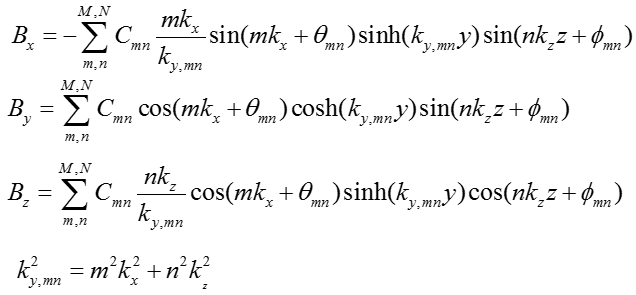 B_x = -\sum_{m,n}^{M,N} C_{mn} \frac{mk_x}{k_{y,mn}} \sin(mk_x + \theta_{mn}) \sinh(k_{y,mn} y) \sin(nk_z z + \phi_{mn})
B_y = \sum_{m,n}^{M,N} C_{mn} \cos(mk_x + \theta_{mn}) \cosh(k_{y,mn} y) \sin(nk_z z + \phi_{mn})
B_z = \sum_{m,n}^{M,N} C_{mn} \frac{nk_z}{k_{y,mn}} \cos(mk_x + \theta_{mn}) \sinh(k_{y,mn} y) \cos(nk_z z + \phi_{mn})
k_{y,mn}^2 = m^2 k_x^2 + n^2 k_z^2